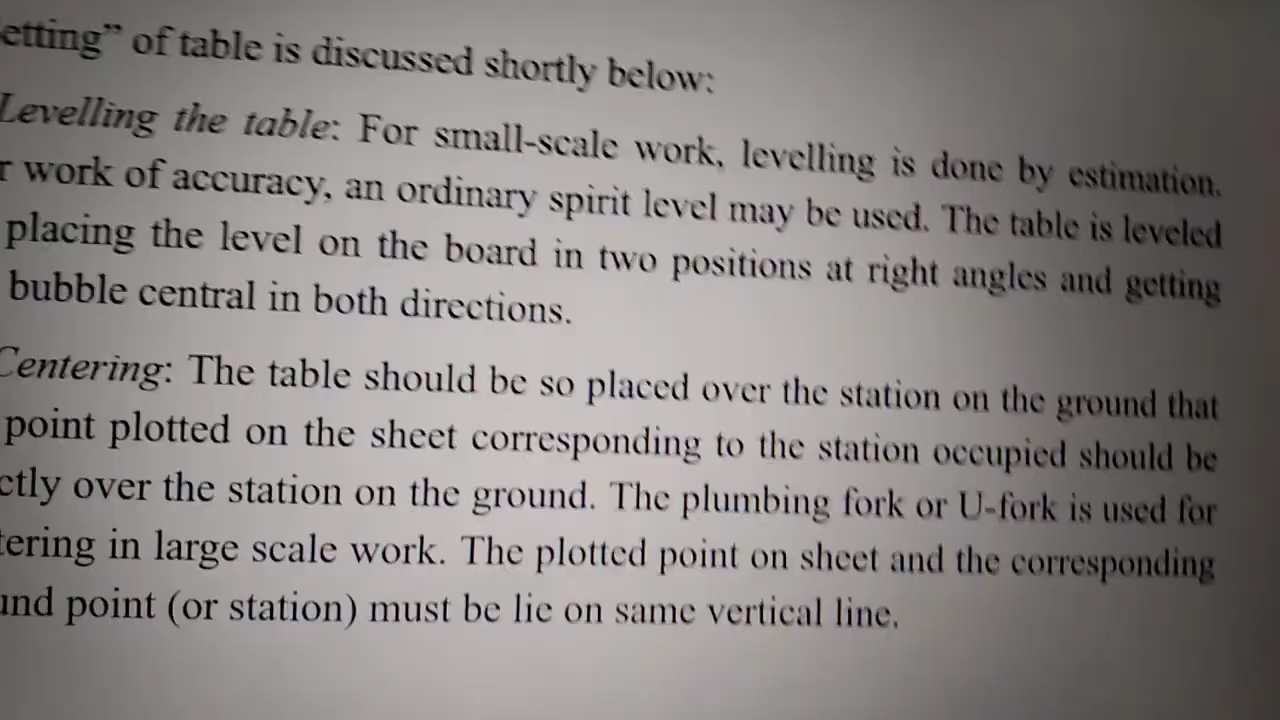 etting” of table is discussed shortly below:
Levelling the table: For small-scale work, levelling is done by estimation.
r work of accuracy, an ordinary spirit level may be used. The table is leveled
placing the level on the board in two positions at right angles and getting
bubble central in both directions.
Centering: The table should be so placed over the station on the ground that
point plotted on the sheet corresponding to the station occupied should be
ctly over the station on the ground. The plumbing fork or U-fork is used for
tering in large scale work. The plotted point on sheet and the corresponding
und point (or station) must be lie on same vertical line.